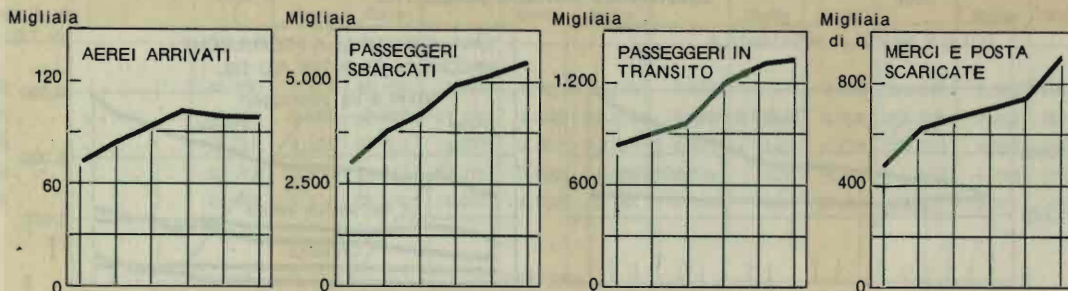 Migliaia
AEREI ARRIVATI
120
60
0
Migliaia
PASSEGGERI
SBARCATI
5.000
2.500
0
Migliaia
PASSEGGERI IN
TRANSITO
1.200
600
0
Migliaia
di q
MERCI E POSTA
SCARICATE
800
400
0